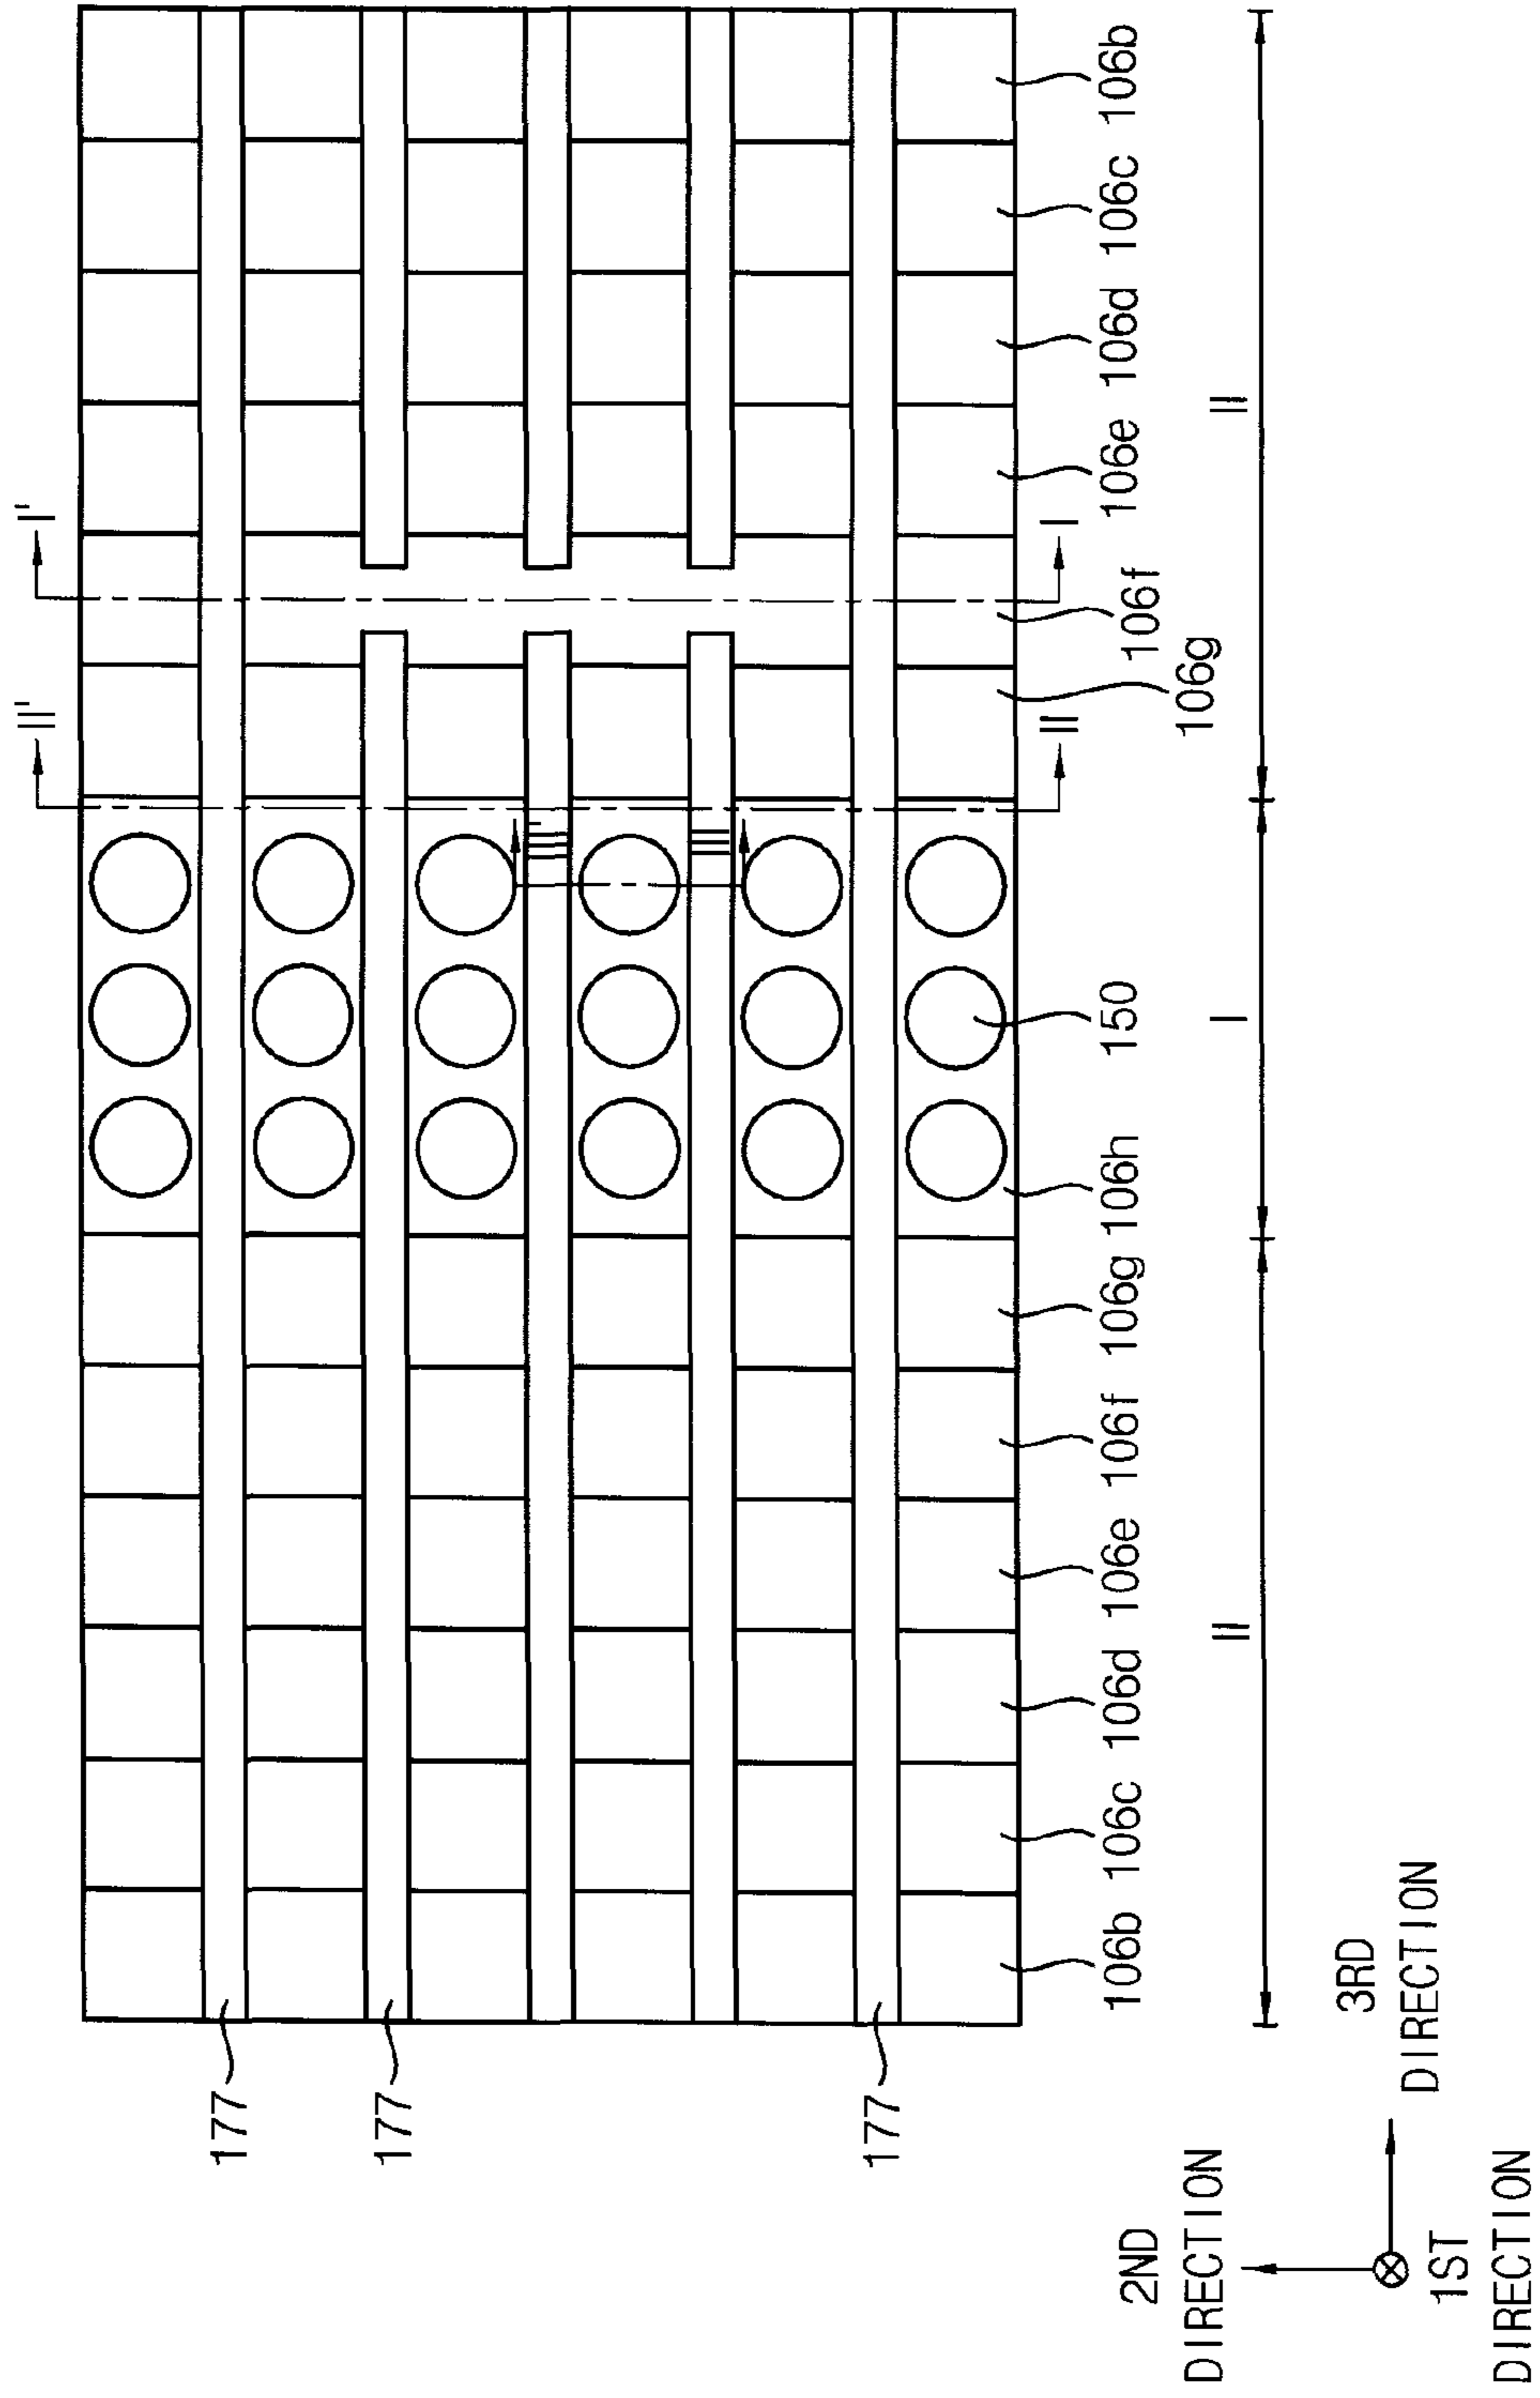 II'
I'
177
177
III'
III
177
II
I
106b 106c 106d 106e 106f 106g 106h 150 106f 106e 106d 106c 106b
106g
II
I
II
2ND
DIRECTION
3RD
DIRECTION
1ST
DIRECTION